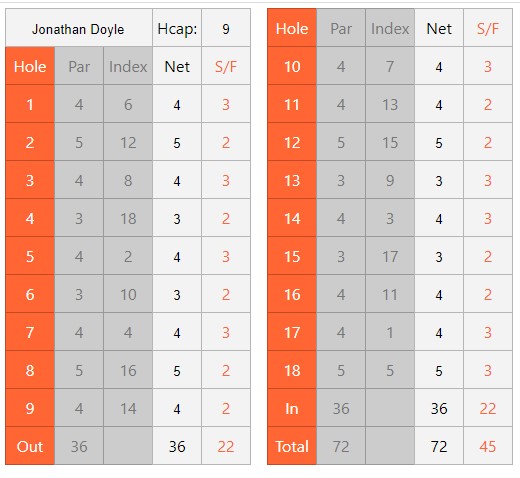 Jonathan Doyle Hcap: 9
Hole Par Index Net S/F
1 4 6 4 3
2 5 12 5 2
3 4 8 4 3
4 3 18 3 2
5 4 2 4 3
6 3 10 3 2
7 4 4 4 3
8 5 16 5 2
9 4 14 4 2
Out 36 36 22
Hole Par Index Net S/F
10 4 7 4 3
11 4 13 4 2
12 5 15 5 2
13 3 9 3 3
14 4 3 4 3
15 3 17 3 2
16 4 11 4 2
17 4 1 4 3
18 5 5 5 3
In 36 36 22
Total 72 72 45